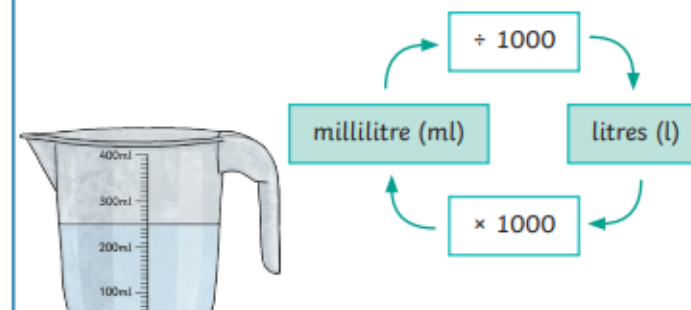 ÷ 1000
millilitre (ml)
litres (l)
× 1000
400ml
300ml
200ml
100ml